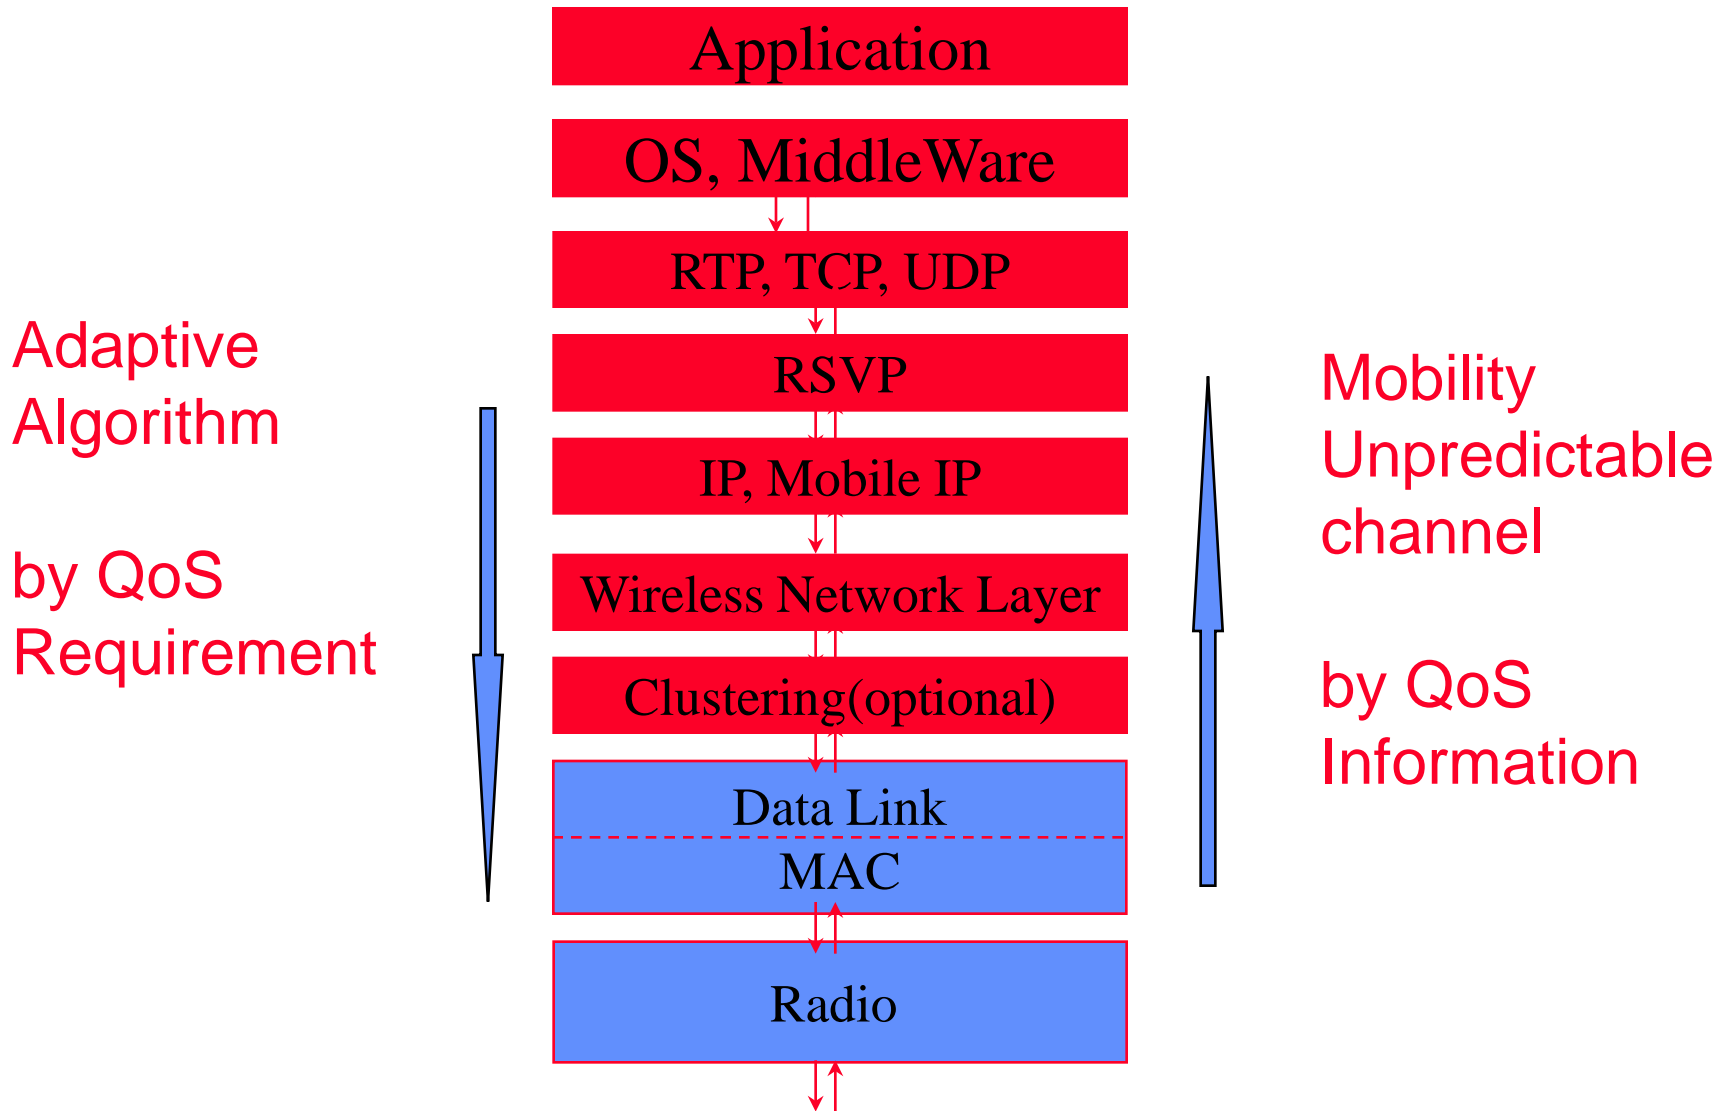 Application
OS, MiddleWare
RTP, TCP, UDP
RSVP
IP, Mobile IP
Wireless Network Layer
Clustering(optional)
Data Link
MAC
Radio
Adaptive
Algorithm
by QoS
Requirement
Mobility
Unpredictable
channel
by QoS
Information